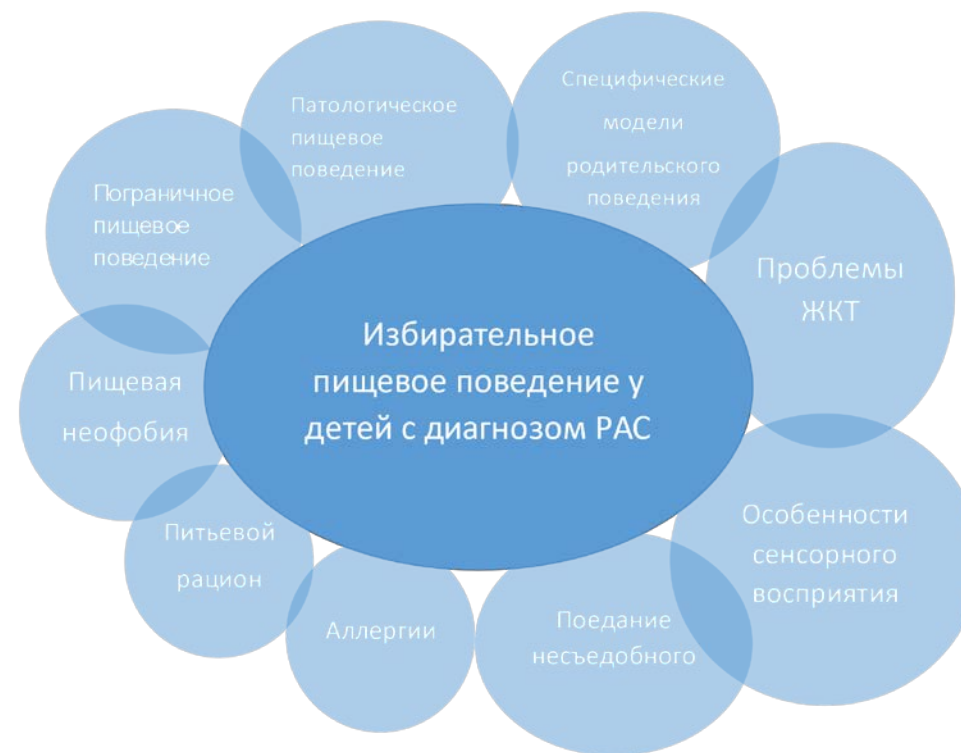 Избирательное
пищевое поведение у
детей с диагнозом РАС
Патологическое
пищевое
поведение
Специфические
модели
родительского
поведения
Проблемы
ЖКТ
Особенности
сенсорного
восприятия
Поедание
несъедобного
Аллергии
Питьевой
рацион
Пищевая
неофобия
Пограничное
пищевое
поведение